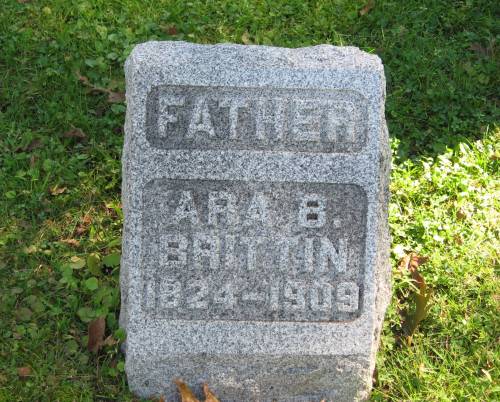 FATHER
ARA B.
BRITTIN
1824-1909